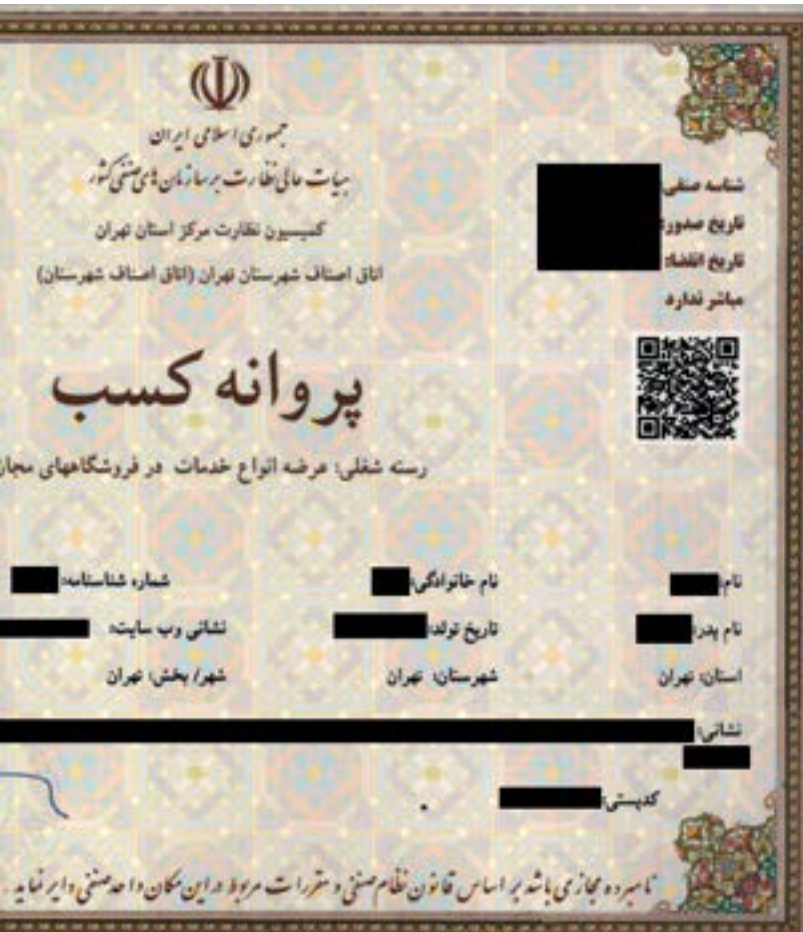 جمهوری اسلامی ایران
هیات عالی نظارت بر سازمان های صنفی کشور
کمیسیون نظارت مرکز استان تهران
اتاق اصناف شهرستان تهران (اتاق اصناف شهرستان)
شناسه صنفی:
تاریخ صدور:
تاریخ انقضا:
مباشر ندارد
پروانه کسب
رسته شغلی: عرضه انواع خدمات در فروشگاههای مجاز
نام: نام خانوادگی: شماره شناسنامه:
نام پدر: تاریخ تولد: نشانی وب سایت:
استان: تهران شهرستان: تهران شهر/ بخش: تهران
نشانی:
کدپستی:
نامبرده مجاز می باشد بر اساس قانون نظام صنفی و مقررات مربوط در این مکان واحد صنفی دایر نماید .